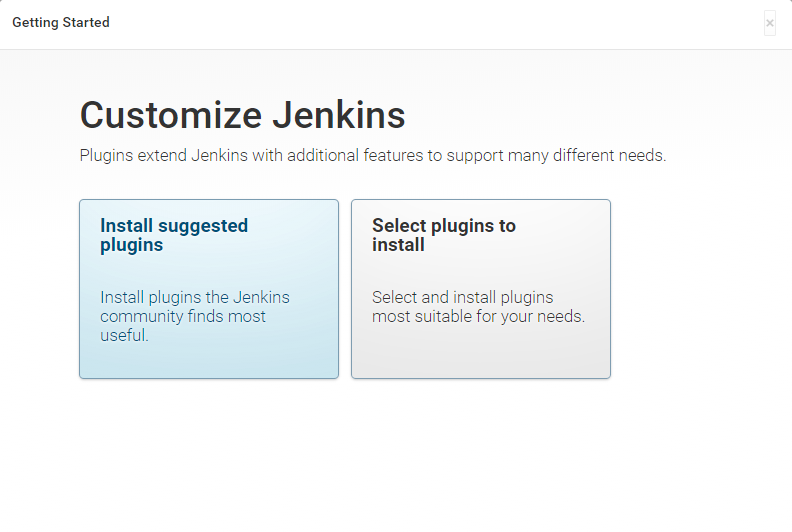 Getting Started
×
Customize Jenkins
Plugins extend Jenkins with additional features to support many different needs.
Install suggested
plugins
Install plugins the Jenkins
community finds most
useful.
Select plugins to
install
Select and install plugins
most suitable for your needs.